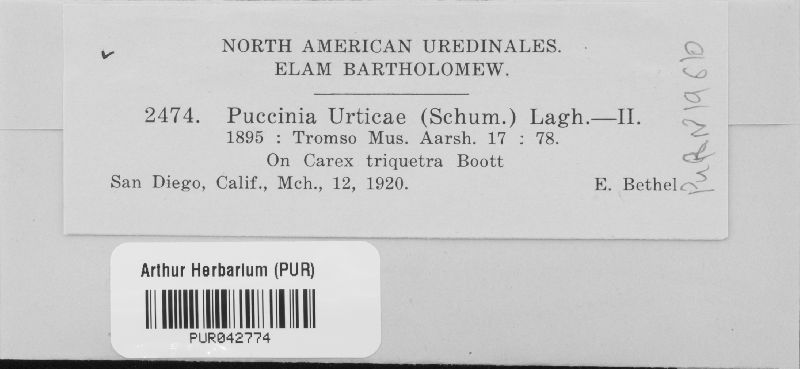 NORTH AMERICAN UREDINALES.
ELAM BARTHOLOMEW.
2474. Puccinia Urticae (Schum.) Lagh.—II.
1895 : Tromso Mus. Aarsh. 17 : 78.
On Carex triquetra Boott
San Diego, Calif., Mch., 12, 1920. E. Bethel
Arthur Herbarium (PUR)
PUR042774